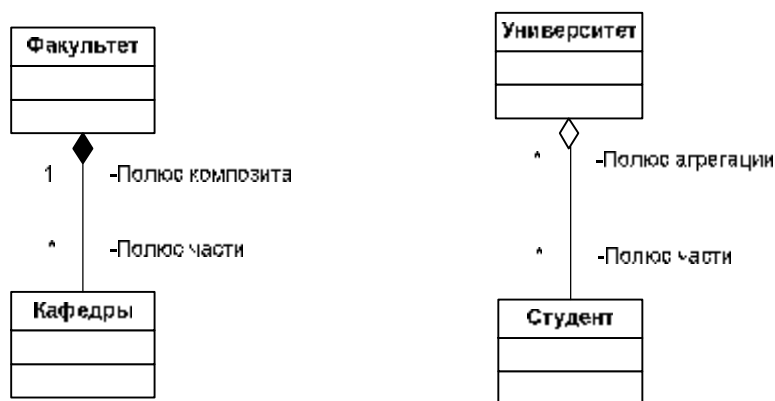 Факультет
1
-Полюс композита
*
-Полюс части
Кафедры
Университет
*
-Полюс агрегации
*
-Полюс части
Студент